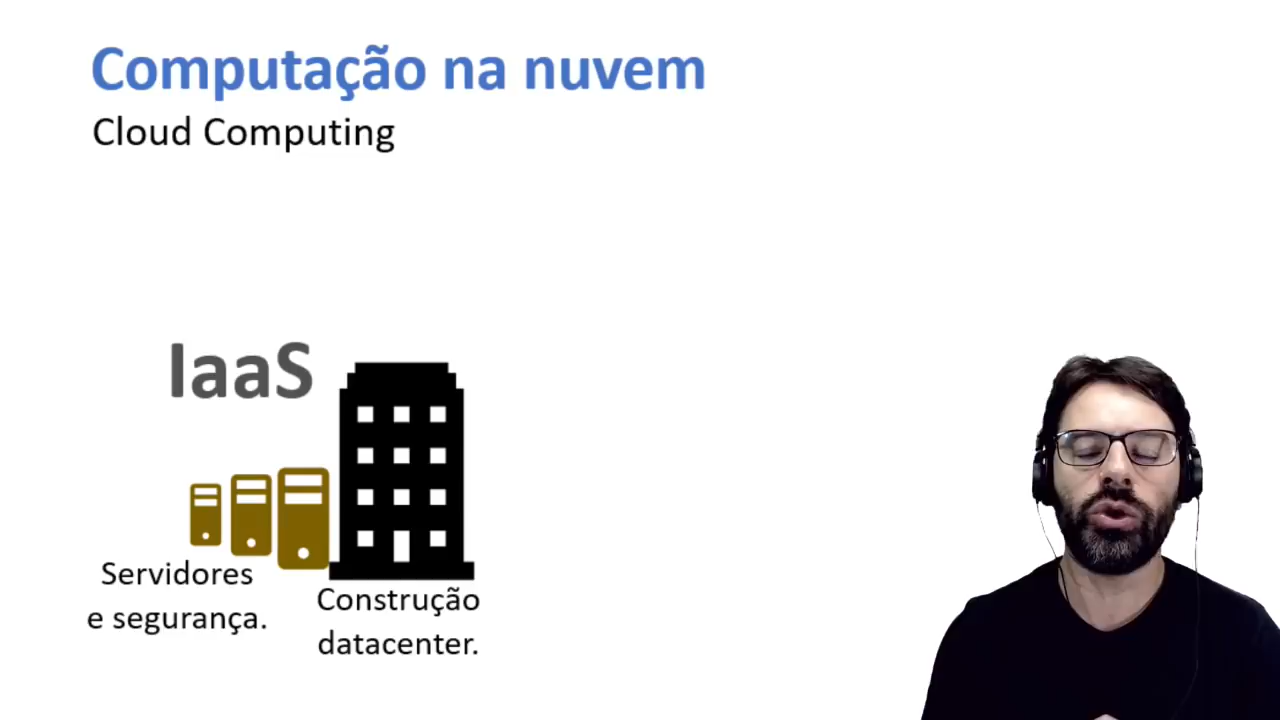 Computação na nuvem
Cloud Computing
IaaS
Servidores
e segurança.
Construção
datacenter.